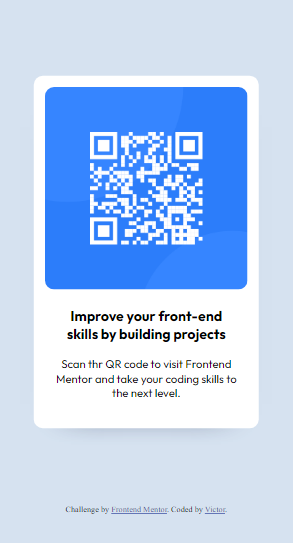 Improve your front-end
skills by building projects
Scan thr QR code to visit Frontend
Mentor and take your coding skills to
the next level.
Challenge by Frontend Mentor. Coded by Victor.